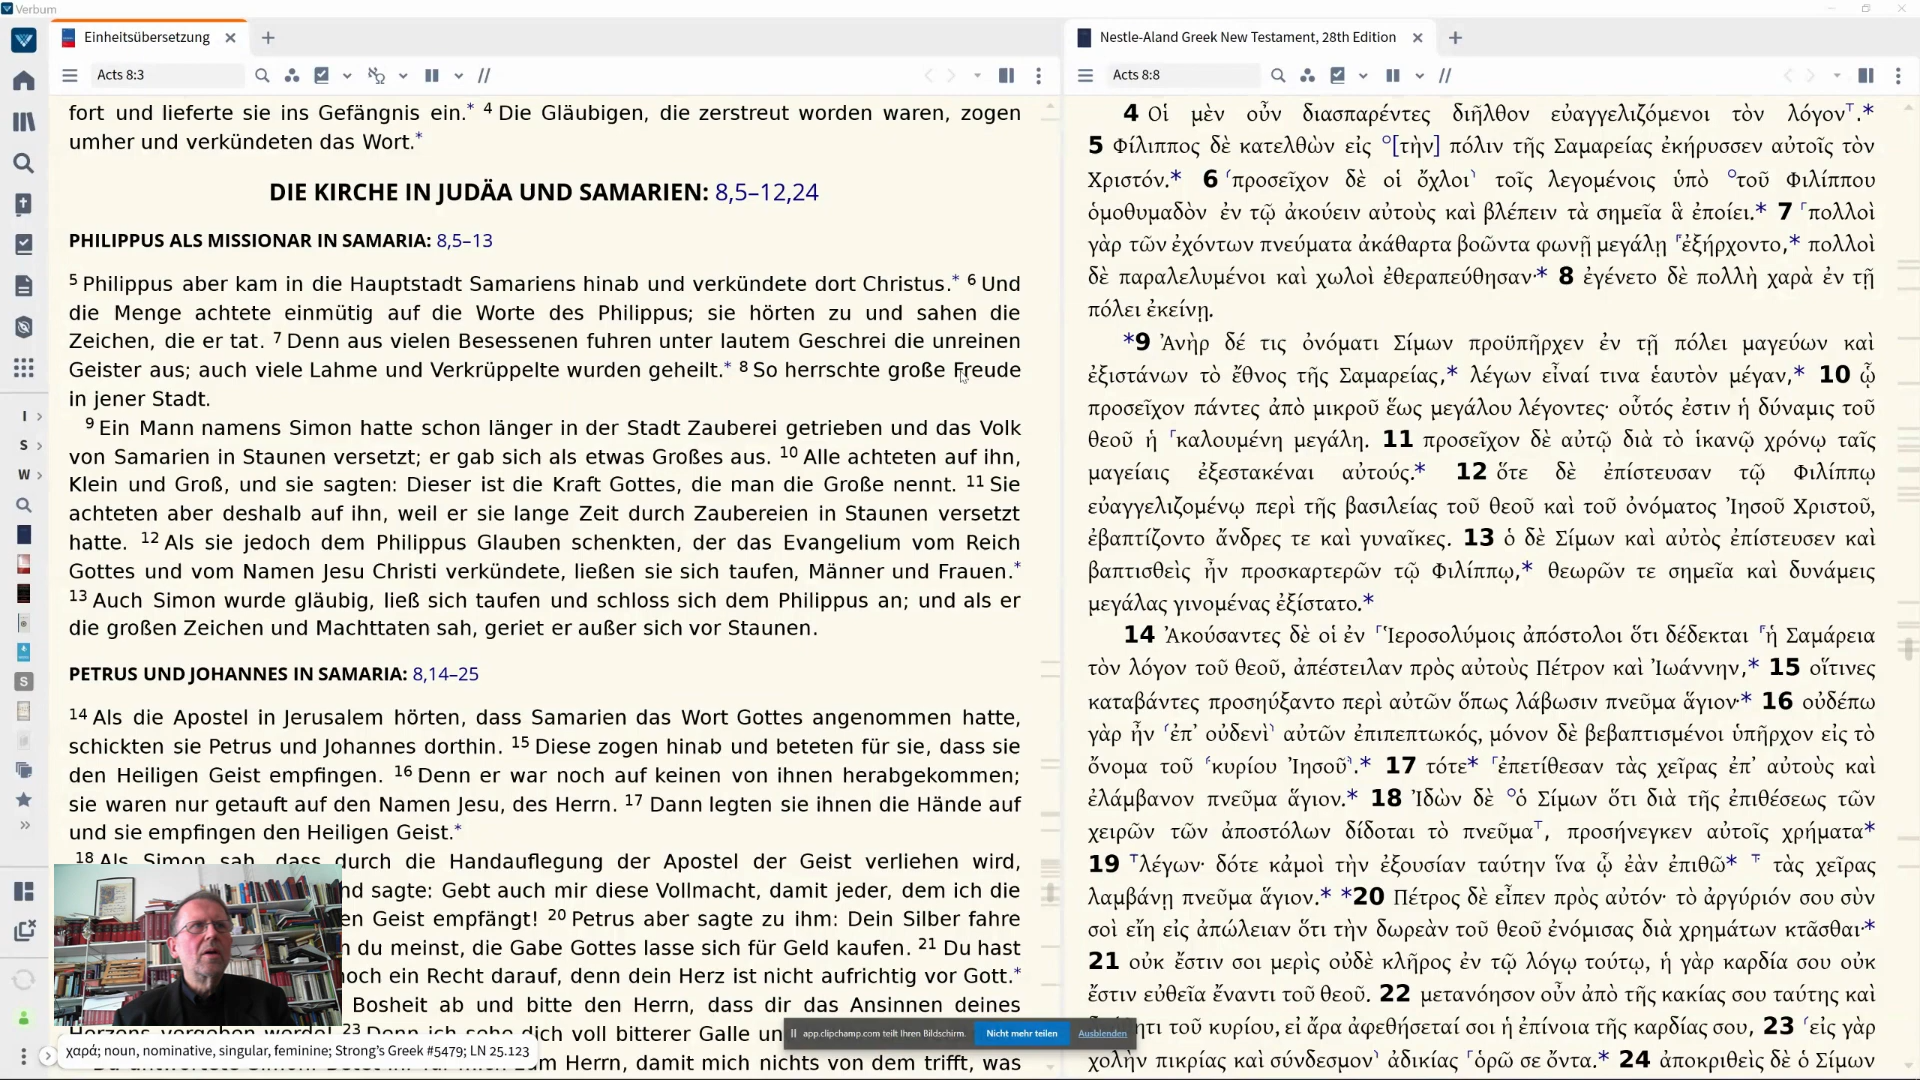 Verbum
Einheitsübersetzung
Acts 8:3
fort und lieferte sie ins Gefängnis ein.* 4 Die Gläubigen, die zerstreut worden waren, zogen
umher und verkündeten das Wort.*
DIE KIRCHE IN JUDÄA UND SAMARIEN: 8,5–12,24
PHILIPPUS ALS MISSIONAR IN SAMARIA: 8,5–13
5 Philippus aber kam in die Hauptstadt Samariens hinab und verkündete dort Christus.* 6 Und
die Menge achtete einmütig auf die Worte des Philippus; sie hörten zu und sahen die
Zeichen, die er tat. 7 Denn aus vielen Besessenen fuhren unter lautem Geschrei die unreinen
Geister aus; auch viele Lahme und Verkrüppelte wurden geheilt.* 8 So herrschte große Freude
in jener Stadt.
9 Ein Mann namens Simon hatte schon länger in der Stadt Zauberei getrieben und das Volk
von Samarien in Staunen versetzt; er gab sich als etwas Großes aus. 10 Alle achteten auf ihn,
Klein und Groß, und sie sagten: Dieser ist die Kraft Gottes, die man die Große nennt. 11 Sie
achteten aber deshalb auf ihn, weil er sie lange Zeit durch Zaubereien in Staunen versetzt
hatte. 12 Als sie jedoch dem Philippus Glauben schenkten, der das Evangelium vom Reich
Gottes und vom Namen Jesu Christi verkündete, ließen sie sich taufen, Männer und Frauen.*
13 Auch Simon wurde gläubig, ließ sich taufen und schloss sich dem Philippus an; und als er
die großen Zeichen und Machttaten sah, geriet er außer sich vor Staunen.
PETRUS UND JOHANNES IN SAMARIA: 8,14–25
14 Als die Apostel in Jerusalem hörten, dass Samarien das Wort Gottes angenommen hatte,
schickten sie Petrus und Johannes dorthin. 15 Diese zogen hinab und beteten für sie, dass sie
den Heiligen Geist empfingen. 16 Denn er war noch auf keinen von ihnen herabgekommen;
sie waren nur getauft auf den Namen Jesu, des Herrn. 17 Dann legten sie ihnen die Hände auf
und sie empfingen den Heiligen Geist.*
18 Als Simon sah, dass durch die Handauflegung der Apostel der Geist verliehen wird,
nd sagte: Gebt auch mir diese Vollmacht, damit jeder, dem ich die
en Geist empfängt! 20 Petrus aber sagte zu ihm: Dein Silber fahre
n du meinst, die Gabe Gottes lasse sich für Geld kaufen. 21 Du hast
och ein Recht darauf, denn dein Herz ist nicht aufrichtig vor Gott.*
Bosheit ab und bitte den Herrn, dass dir das Ansinnen deines
Herzens vergeben werde! 23 Denn ich sehe dich voll bitterer Galle un
χαρά; noun, nominative, singular, feminine; Strong’s Greek #5479; LN 25.123
um Herrn, damit mich nichts von dem trifft, was
Nestle-Aland Greek New Testament, 28th Edition
Acts 8:8
4 Οἱ μὲν οὖν διασπαρέντες διῆλθον εὐαγγελιζόμενοι τὸν λόγον⸆.*
5 Φίλιππος δὲ κατελθὼν εἰς °[τὴν] πόλιν τῆς Σαμαρείας ἐκήρυσσεν αὐτοῖς τὸν
Χριστόν.* 6 ⸂προσεῖχον δὲ οἱ ὄχλοι⸃ τοῖς λεγομένοις ὑπὸ °τοῦ Φιλίππου
ὁμοθυμαδὸν ἐν τῷ ἀκούειν αὐτοὺς καὶ βλέπειν τὰ σημεῖα ἃ ἐποίει.* 7 ⸀πολλοὶ
γὰρ τῶν ἐχόντων πνεύματα ἀκάθαρτα βοῶντα φωνῇ μεγάλῃ ⸁ἐξήρχοντο,* πολλοὶ
δὲ παραλελυμένοι καὶ χωλοὶ ἐθεραπεύθησαν·* 8 ἐγένετο δὲ πολλὴ χαρὰ ἐν τῇ
πόλει ἐκείνῃ.
*9 Ἀνὴρ δέ τις ὀνόματι Σίμων προϋπῆρχεν ἐν τῇ πόλει μαγεύων καὶ
ἐξιστάνων τὸ ἔθνος τῆς Σαμαρείας,* λέγων εἶναί τινα ἑαυτὸν μέγαν,* 10 ᾧ
προσεῖχον πάντες ἀπὸ μικροῦ ἕως μεγάλου λέγοντες· οὗτός ἐστιν ἡ δύναμις τοῦ
θεοῦ ἡ ⸀καλουμένη μεγάλη. 11 προσεῖχον δὲ αὐτῷ διὰ τὸ ἱκανῷ χρόνῳ ταῖς
μαγείαις ἐξεστακέναι αὐτούς.* 12 ὅτε δὲ ἐπίστευσαν τῷ Φιλίππῳ
εὐαγγελιζομένῳ περὶ τῆς βασιλείας τοῦ θεοῦ καὶ τοῦ ὀνόματος Ἰησοῦ Χριστοῦ,
ἐβαπτίζοντο ἄνδρες τε καὶ γυναῖκες. 13 ὁ δὲ Σίμων καὶ αὐτὸς ἐπίστευσεν καὶ
βαπτισθεὶς ἦν προσκαρτερῶν τῷ Φιλίππῳ,* θεωρῶν τε σημεῖα καὶ δυνάμεις
μεγάλας γινομένας ἐξίστατο.*
14 Ἀκούσαντες δὲ οἱ ἐν ⸀Ἱεροσολύμοις ἀπόστολοι ὅτι δέδεκται ⸁ἡ Σαμάρεια
τὸν λόγον τοῦ θεοῦ, ἀπέστειλαν πρὸς αὐτοὺς Πέτρον καὶ Ἰωάννην,* 15 οἵτινες
καταβάντες προσηύξαντο περὶ αὐτῶν ὅπως λάβωσιν πνεῦμα ἅγιον·* 16 οὐδέπω
γὰρ ἦν ⸂ἐπ’ οὐδενὶ⸃ αὐτῶν ἐπιπεπτωκός, μόνον δὲ βεβαπτισμένοι ὑπῆρχον εἰς τὸ
ὄνομα τοῦ ⸂κυρίου Ἰησοῦ⸃.* 17 τότε* ⸀ἐπετίθεσαν τὰς χεῖρας ἐπ’ αὐτοὺς καὶ
ἐλάμβανον πνεῦμα ἅγιον.* 18 Ἰδὼν δὲ °ὁ Σίμων ὅτι διὰ τῆς ἐπιθέσεως τῶν
χειρῶν τῶν ἀποστόλων δίδοται τὸ πνεῦμα⸆, προσήνεγκεν αὐτοῖς χρήματα*
19 ⸆λέγων· δότε κἀμοὶ τὴν ἐξουσίαν ταύτην ἵνα ᾧ ἐὰν ἐπιθῶ* ⸆ τὰς χεῖρας
λαμβάνῃ πνεῦμα ἅγιον.* *20 Πέτρος δὲ εἶπεν πρὸς αὐτόν· τὸ ἀργύριόν σου σὺν
σοὶ εἴη εἰς ἀπώλειαν ὅτι τὴν δωρεὰν τοῦ θεοῦ ἐνόμισας διὰ χρημάτων κτᾶσθαι·*
21 οὐκ ἔστιν σοι μερὶς οὐδὲ κλῆρος ἐν τῷ λόγῳ τούτῳ, ἡ γὰρ καρδία σου οὐκ
ἔστιν εὐθεῖα ἔναντι τοῦ θεοῦ. 22 μετανόησον οὖν ἀπὸ τῆς κακίας σου ταύτης καὶ
ητι τοῦ κυρίου, εἰ ἄρα ἀφεθήσεταί σοι ἡ ἐπίνοια τῆς καρδίας σου, 23 ⸂εἰς γὰρ
χολὴν πικρίας καὶ σύνδεσμον⸃ ἀδικίας ⸀ὁρῶ σε ὄντα.* 24 ἀποκριθεὶς δὲ ὁ Σίμων
app.clipchamp.com teilt Ihren Bildschirm. Nicht mehr teilen Ausblenden
I
S
W
S